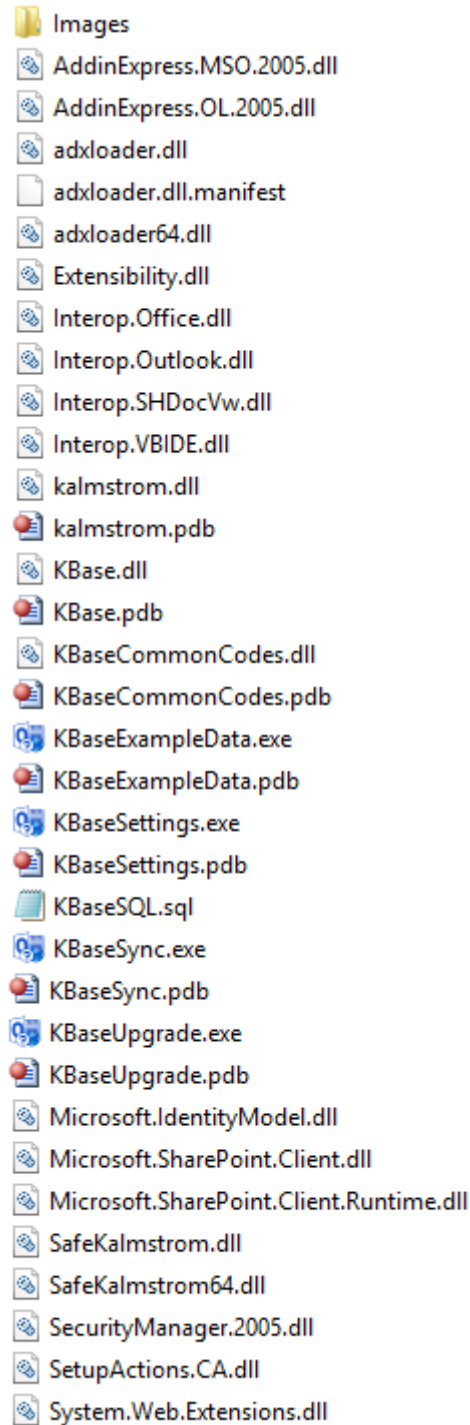 Images
AddinExpress.MSO.2005.dll
AddinExpress.OL.2005.dll
adxloader.dll
adxloader.dll.manifest
adxloader64.dll
Extensibility.dll
Interop.Office.dll
Interop.Outlook.dll
Interop.SHDocVw.dll
Interop.VBIDE.dll
kalmstrom.dll
kalmstrom.pdb
KBase.dll
KBase.pdb
KBaseCommonCodes.dll
KBaseCommonCodes.pdb
KBaseExampleData.exe
KBaseExampleData.pdb
KBaseSettings.exe
KBaseSettings.pdb
KBaseSQL.sql
KBaseSync.exe
KBaseSync.pdb
KBaseUpgrade.exe
KBaseUpgrade.pdb
Microsoft.IdentityModel.dll
Microsoft.SharePoint.Client.dll
Microsoft.SharePoint.Client.Runtime.dll
SafeKalmstrom.dll
SafeKalmstrom64.dll
SecurityManager.2005.dll
SetupActions.CA.dll
System.Web.Extensions.dll